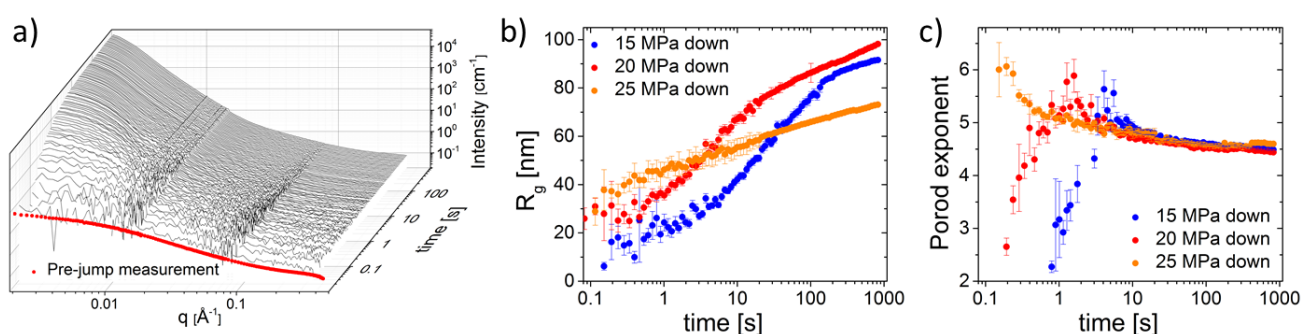 a)
10⁴
10³
10²
10¹
10⁰
10⁻¹
Intensity [cm⁻¹]
100
10
1
0.1
time [s]
Pre-jump measurement
0.01
0.1
q [Å⁻¹]
b)
100
80
60
40
20
0
R_g [nm]
15 MPa down
20 MPa down
25 MPa down
0.1
1
10
100
1000
time [s]
c)
6
5
4
3
2
Porod exponent
15 MPa down
20 MPa down
25 MPa down
0.1
1
10
100
1000
time [s]